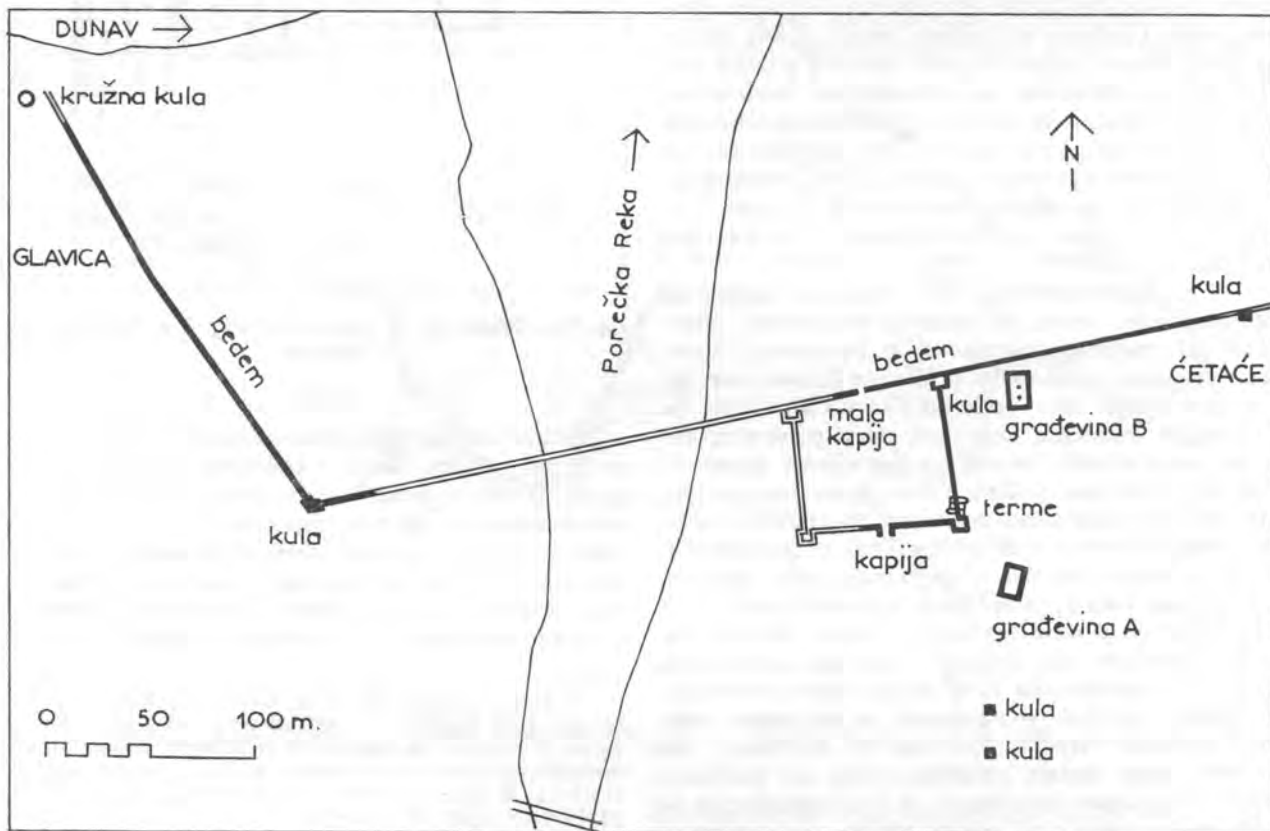 DUNAV
kružna kula
GLAVICA
bedem
kula
Porečka Reka
N
kula
bedem
ĆETAĆE
mala
kapija
kula
građevina B
terme
kapija
građevina A
kula
kula
0 50 100 m.